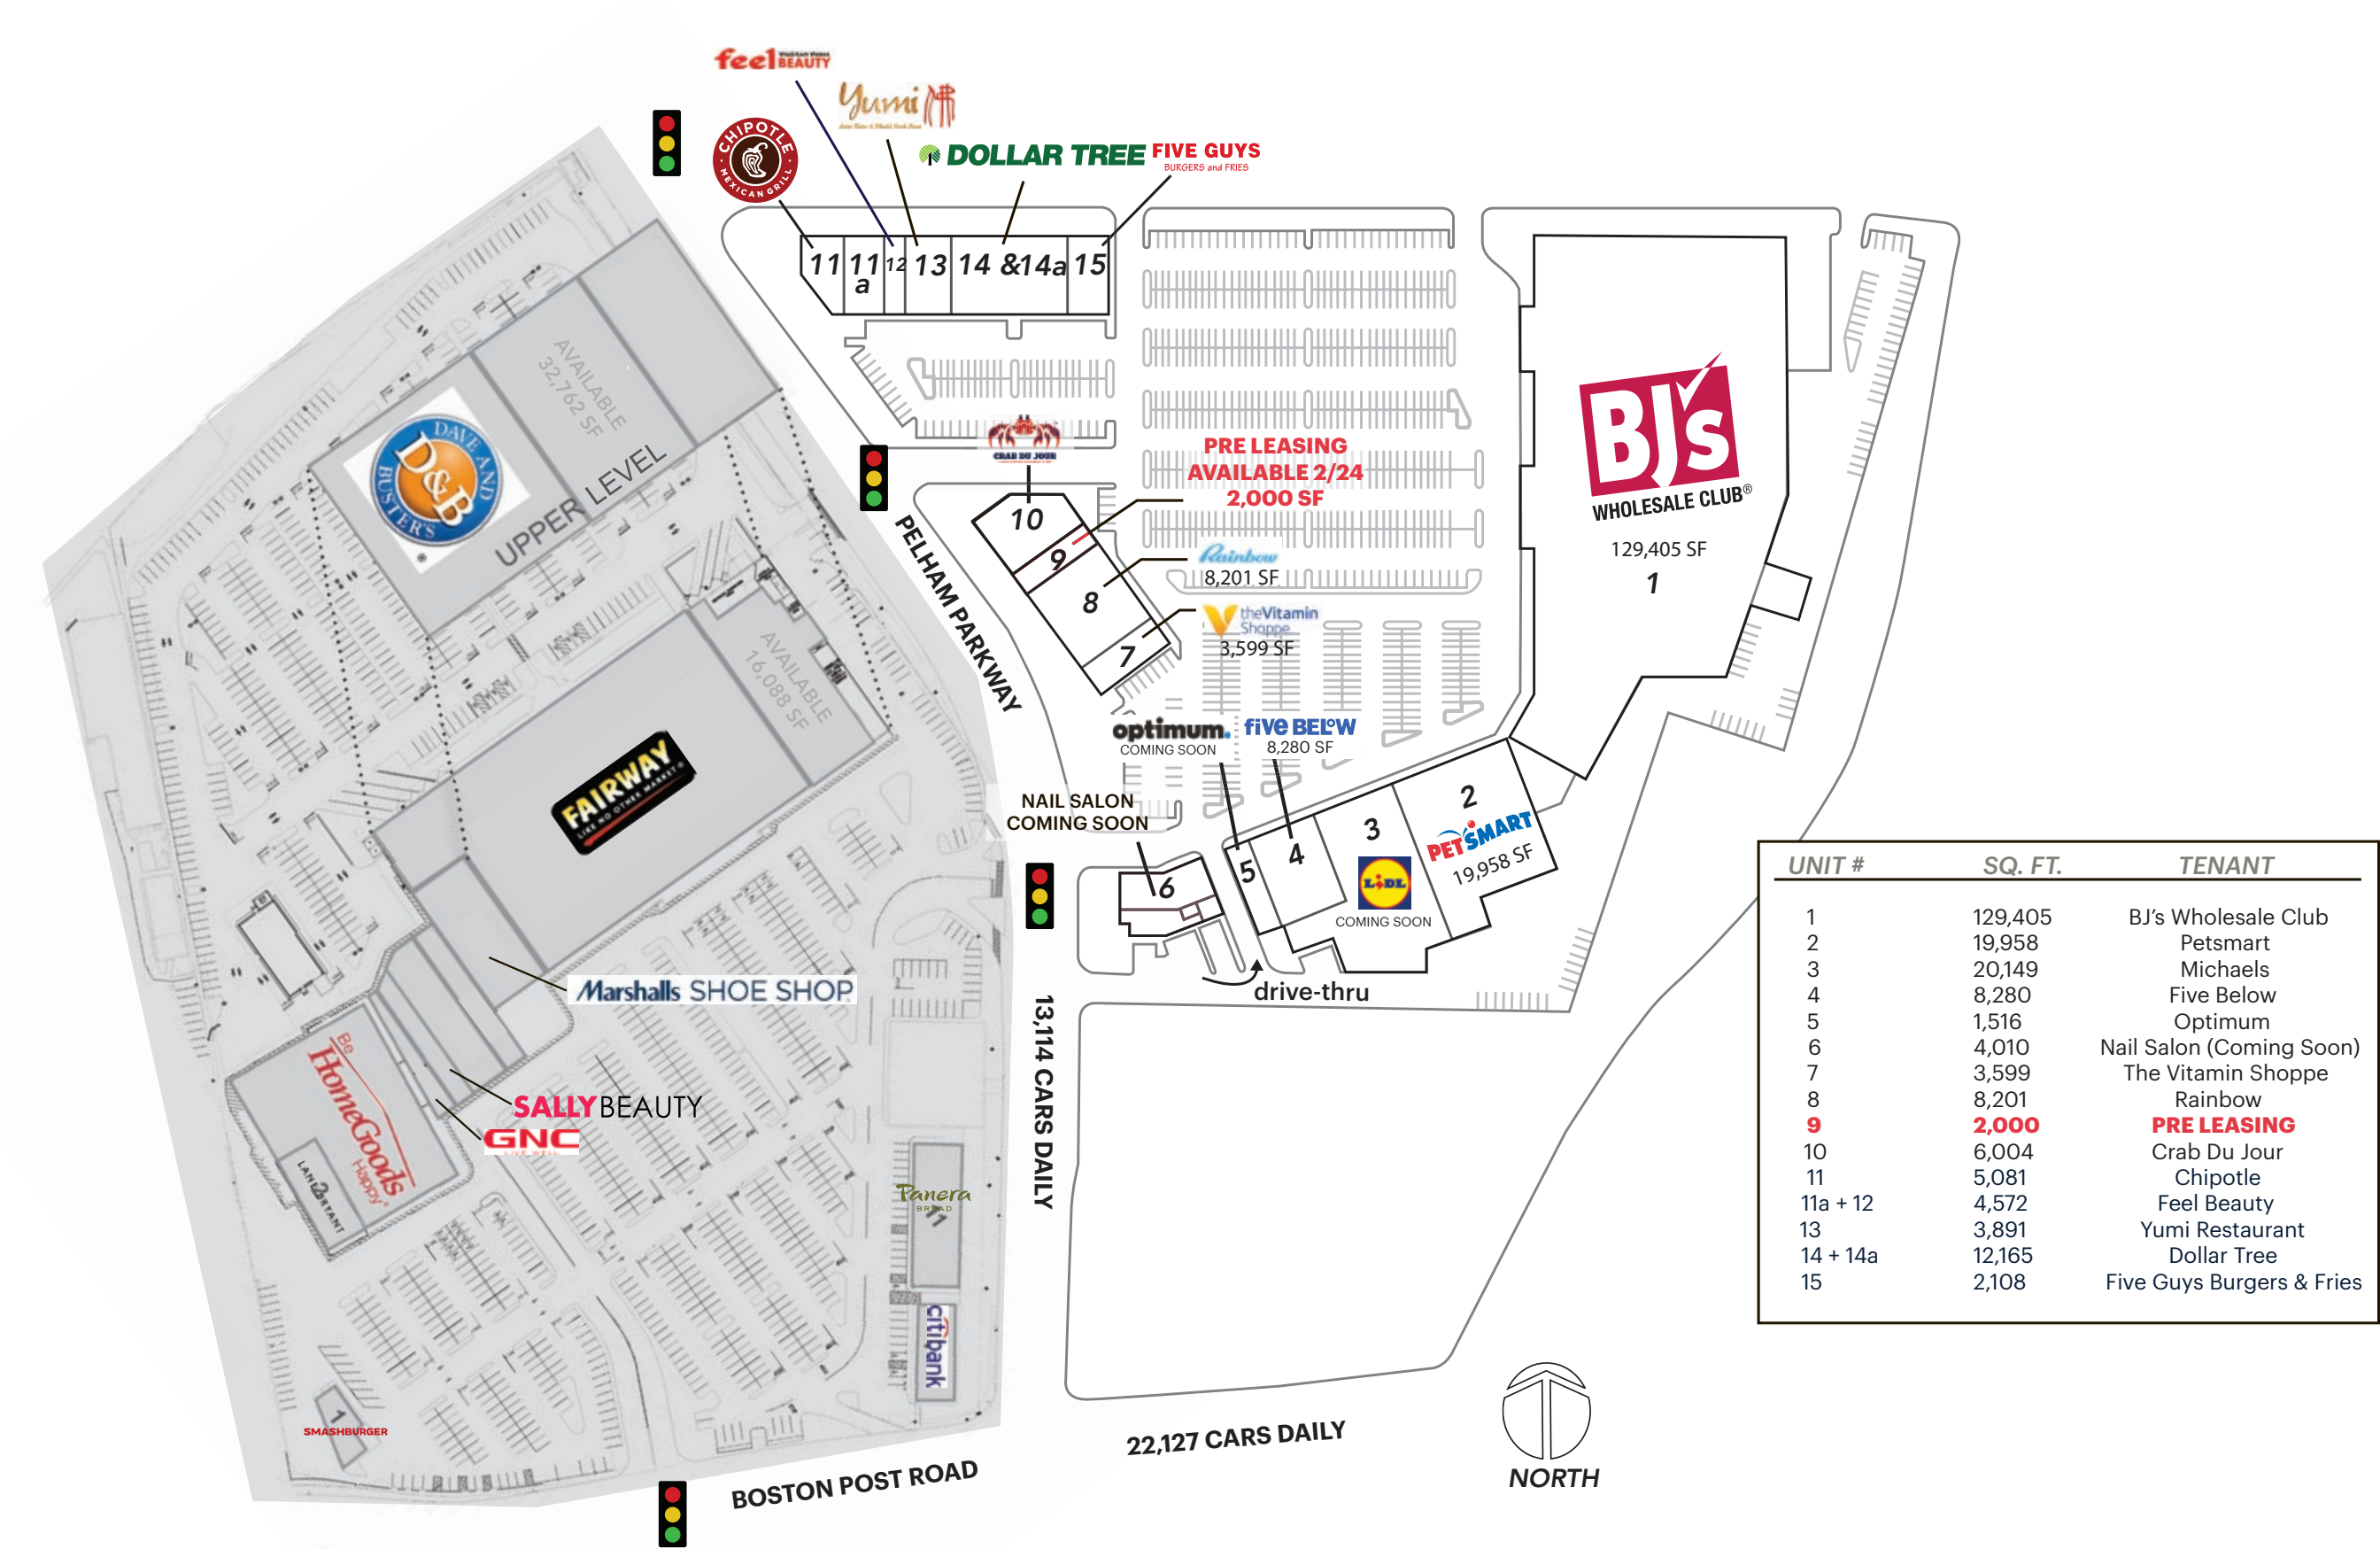 feel BEAUTY
yumi
CHIPOTLE
MEXICAN GRILL
DOLLAR TREE
FIVE GUYS
BURGERS and FRIES
11
11
a
12
13
14 &14a
15
AVAILABLE
32,762 SF
DAVE AND
D&B
BUSTER'S
UPPER LEVEL
CRAB DU JOUR
PRE LEASING
AVAILABLE 2/24
2,000 SF
10
9
8
7
Rainbow
8,201 SF
theVitamin
Shoppe
3,599 SF
PELHAM PARKWAY
BJ's
WHOLESALE CLUB®
129,405 SF
1
AVAILABLE
16,088 SF
FAIRWAY
LIKE NO OTHER MARKET®
optimum.
COMING SOON
five BELOW
8,280 SF
NAIL SALON
COMING SOON
6
5
4
3
LIDL
COMING SOON
2
PETSMART
19,958 SF
drive-thru
Marshalls SHOE SHOP
Be
HomeGoods
Happy
LANE BRYANT
2
SALLY BEAUTY
GNC
LIVE WELL
13,114 CARS DAILY
Panera
BREAD
11
citibank
1
SMASHBURGER
BOSTON POST ROAD
22,127 CARS DAILY
NORTH
UNIT # SQ. FT. TENANT
1 129,405 BJ’s Wholesale Club
2 19,958 Petsmart
3 20,149 Michaels
4 8,280 Five Below
5 1,516 Optimum
6 4,010 Nail Salon (Coming Soon)
7 3,599 The Vitamin Shoppe
8 8,201 Rainbow
9 2,000 PRE LEASING
10 6,004 Crab Du Jour
11 5,081 Chipotle
11a + 12 4,572 Feel Beauty
13 3,891 Yumi Restaurant
14 + 14a 12,165 Dollar Tree
15 2,108 Five Guys Burgers & Fries